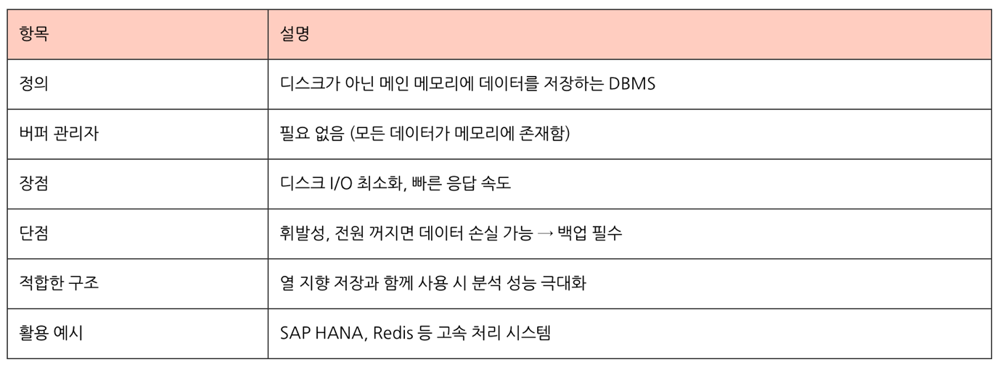 항목 설명
정의 디스크가 아닌 메인 메모리에 데이터를 저장하는 DBMS
버퍼 관리자 필요 없음 (모든 데이터가 메모리에 존재함)
장점 디스크 I/O 최소화, 빠른 응답 속도
단점 휘발성, 전원 꺼지면 데이터 손실 가능 → 백업 필수
적합한 구조 열 지향 저장과 함께 사용 시 분석 성능 극대화
활용 예시 SAP HANA, Redis 등 고속 처리 시스템